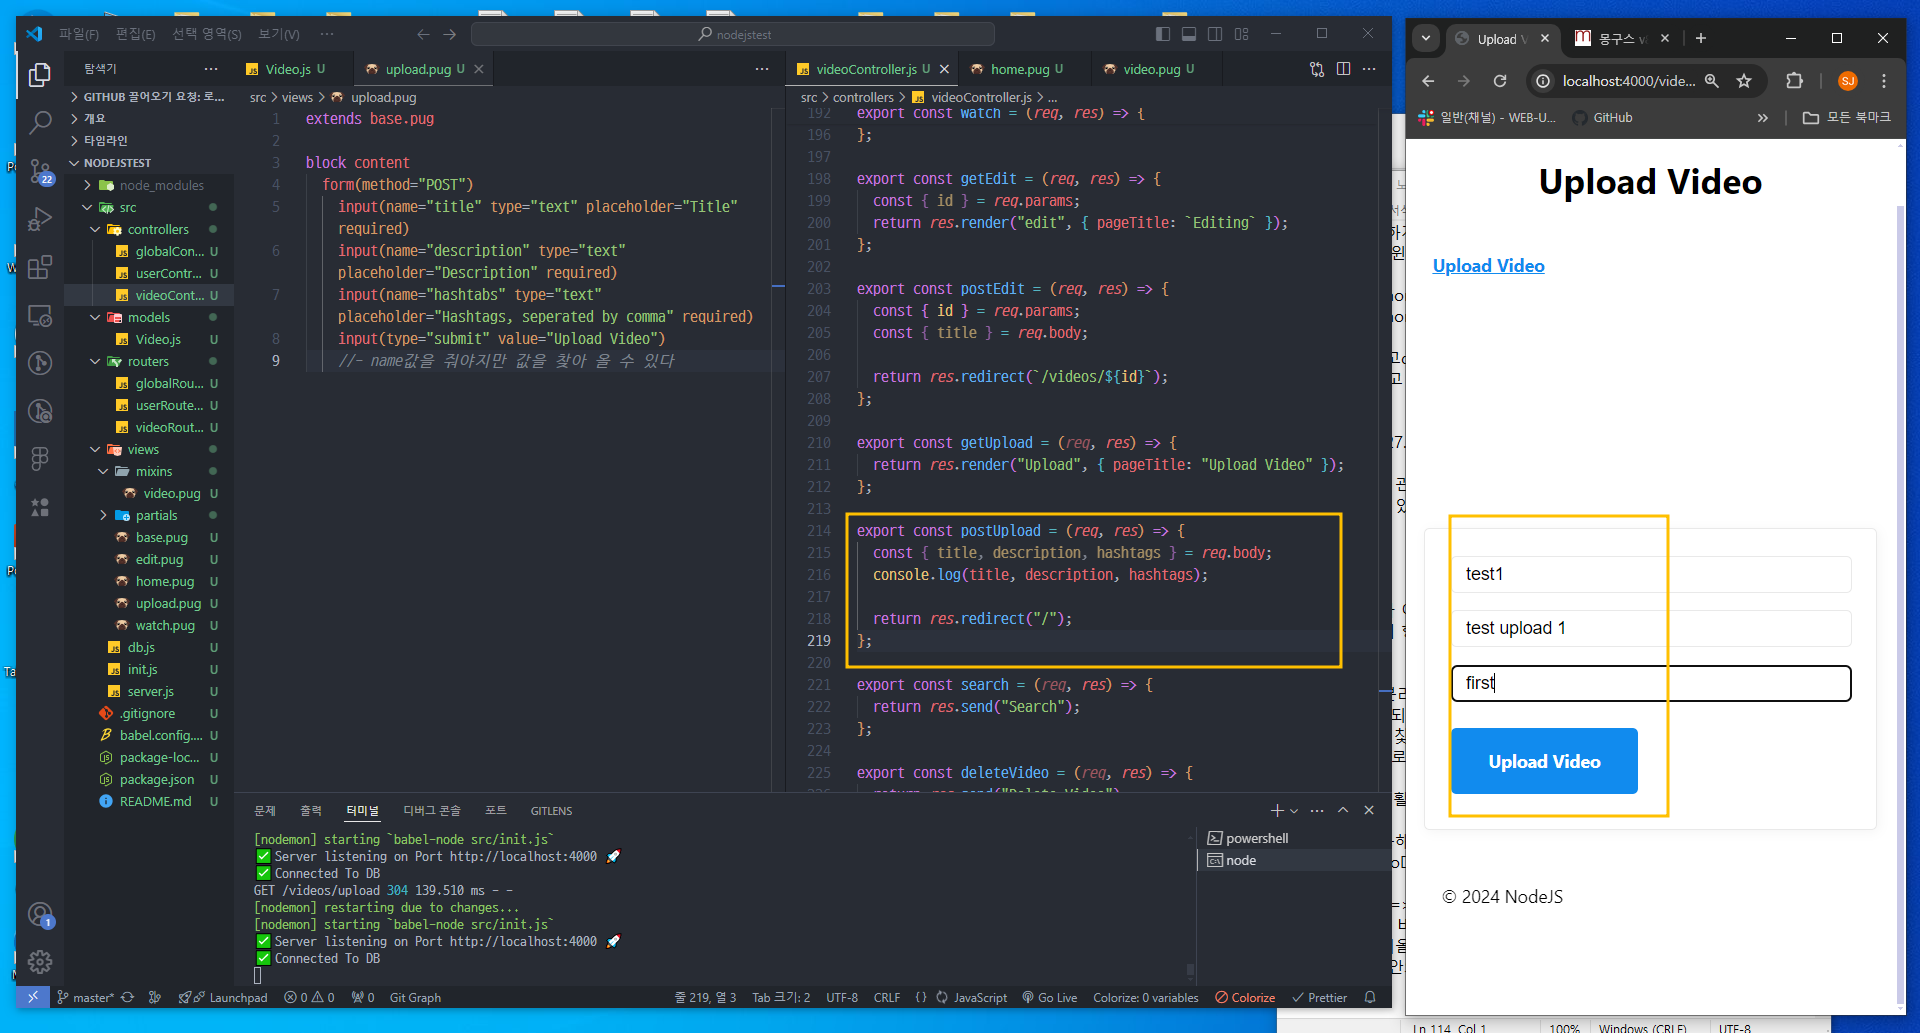 파일(F) 편집(E) 선택 영역(S) 보기(V) ···
nodejstest
탐색기 ···
GITHUB 끌어오기 요청: 로...
개요
타임라인
NODEJSTEST
node_modules
src
controllers
globalCon... U
userContr... U
videoCont... U
models
Video.js U
routers
globalRou... U
userRoute... U
videoRout... U
views
mixins
video.pug U
partials
base.pug U
edit.pug U
home.pug U
upload.pug U
watch.pug U
db.js U
init.js U
server.js U
.gitignore U
babel.config.... U
package-loc... U
package.json U
README.md U
22
1
Video.js U
upload.pug U
src > views > upload.pug
1 extends base.pug
2
3 block content
4 form(method="POST")
5 input(name="title" type="text" placeholder="Title"
required)
6 input(name="description" type="text"
placeholder="Description" required)
7 input(name="hashtabs" type="text"
placeholder="Hashtags, seperated by comma" required)
8 input(type="submit" value="Upload Video")
9 //- name값을 줘야지만 값을 찾아 올 수 있다
videoController.js U
home.pug U
video.pug U
src > controllers > videoController.js > ...
192 export const watch = (req, res) => {
196 };
197
198 export const getEdit = (req, res) => {
199 const { id } = req.params;
200 return res.render("edit", { pageTitle: `Editing` });
201 };
202
203 export const postEdit = (req, res) => {
204 const { id } = req.params;
205 const { title } = req.body;
206
207 return res.redirect(`/videos/${id}`);
208 };
209
210 export const getUpload = (req, res) => {
211 return res.render("Upload", { pageTitle: "Upload Video" });
212 };
213
214 export const postUpload = (req, res) => {
215 const { title, description, hashtags } = req.body;
216 console.log(title, description, hashtags);
217
218 return res.redirect("/");
219 };
220
221 export const search = (req, res) => {
222 return res.send("Search");
223 };
224
225 export const deleteVideo = (req, res) => {
문제 출력 터미널 디버그 콘솔 포트 GITLENS
[nodemon] starting `babel-node src/init.js`
✅ Server listening on Port http://localhost:4000 🚀
✅ Connected To DB
GET /videos/upload 304 139.510 ms - -
[nodemon] restarting due to changes...
[nodemon] starting `babel-node src/init.js`
✅ Server listening on Port http://localhost:4000 🚀
✅ Connected To DB
powershell
node
master* Launchpad 0 0 0 Git Graph
줄 219, 열 3 Tab 크기: 2 UTF-8 CRLF {} JavaScript Go Live Colorize: 0 variables Colorize Prettier
Upload V
몽구스 v
localhost:4000/vide...
SJ
일반(채널) - WEB-U...
GitHub
» 모든 북마크
Upload Video
Upload Video
test1
test upload 1
first
Upload Video
© 2024 NodeJS
Ln 114, Col 1 100% Windows (CRLF) UTF-8